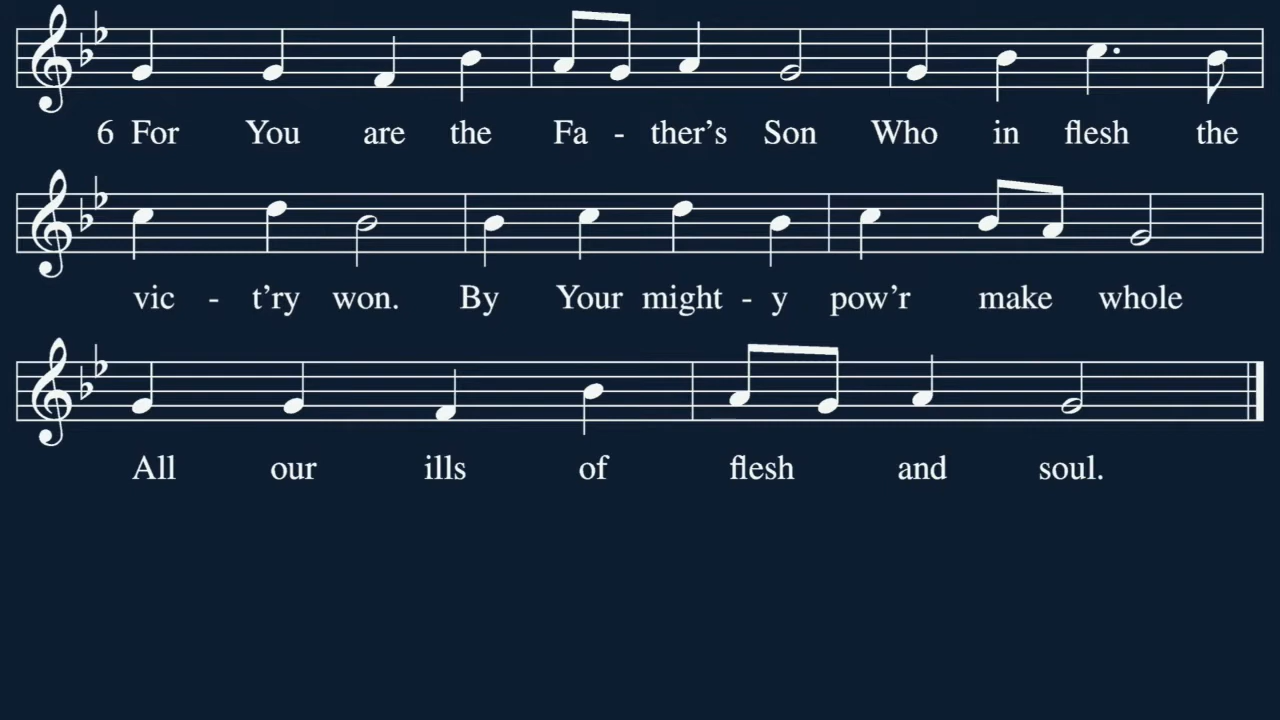 6 For You are the Fa - ther’s Son Who in flesh the
vic - t’ry won. By Your might - y pow’r make whole
All our ills of flesh and soul.